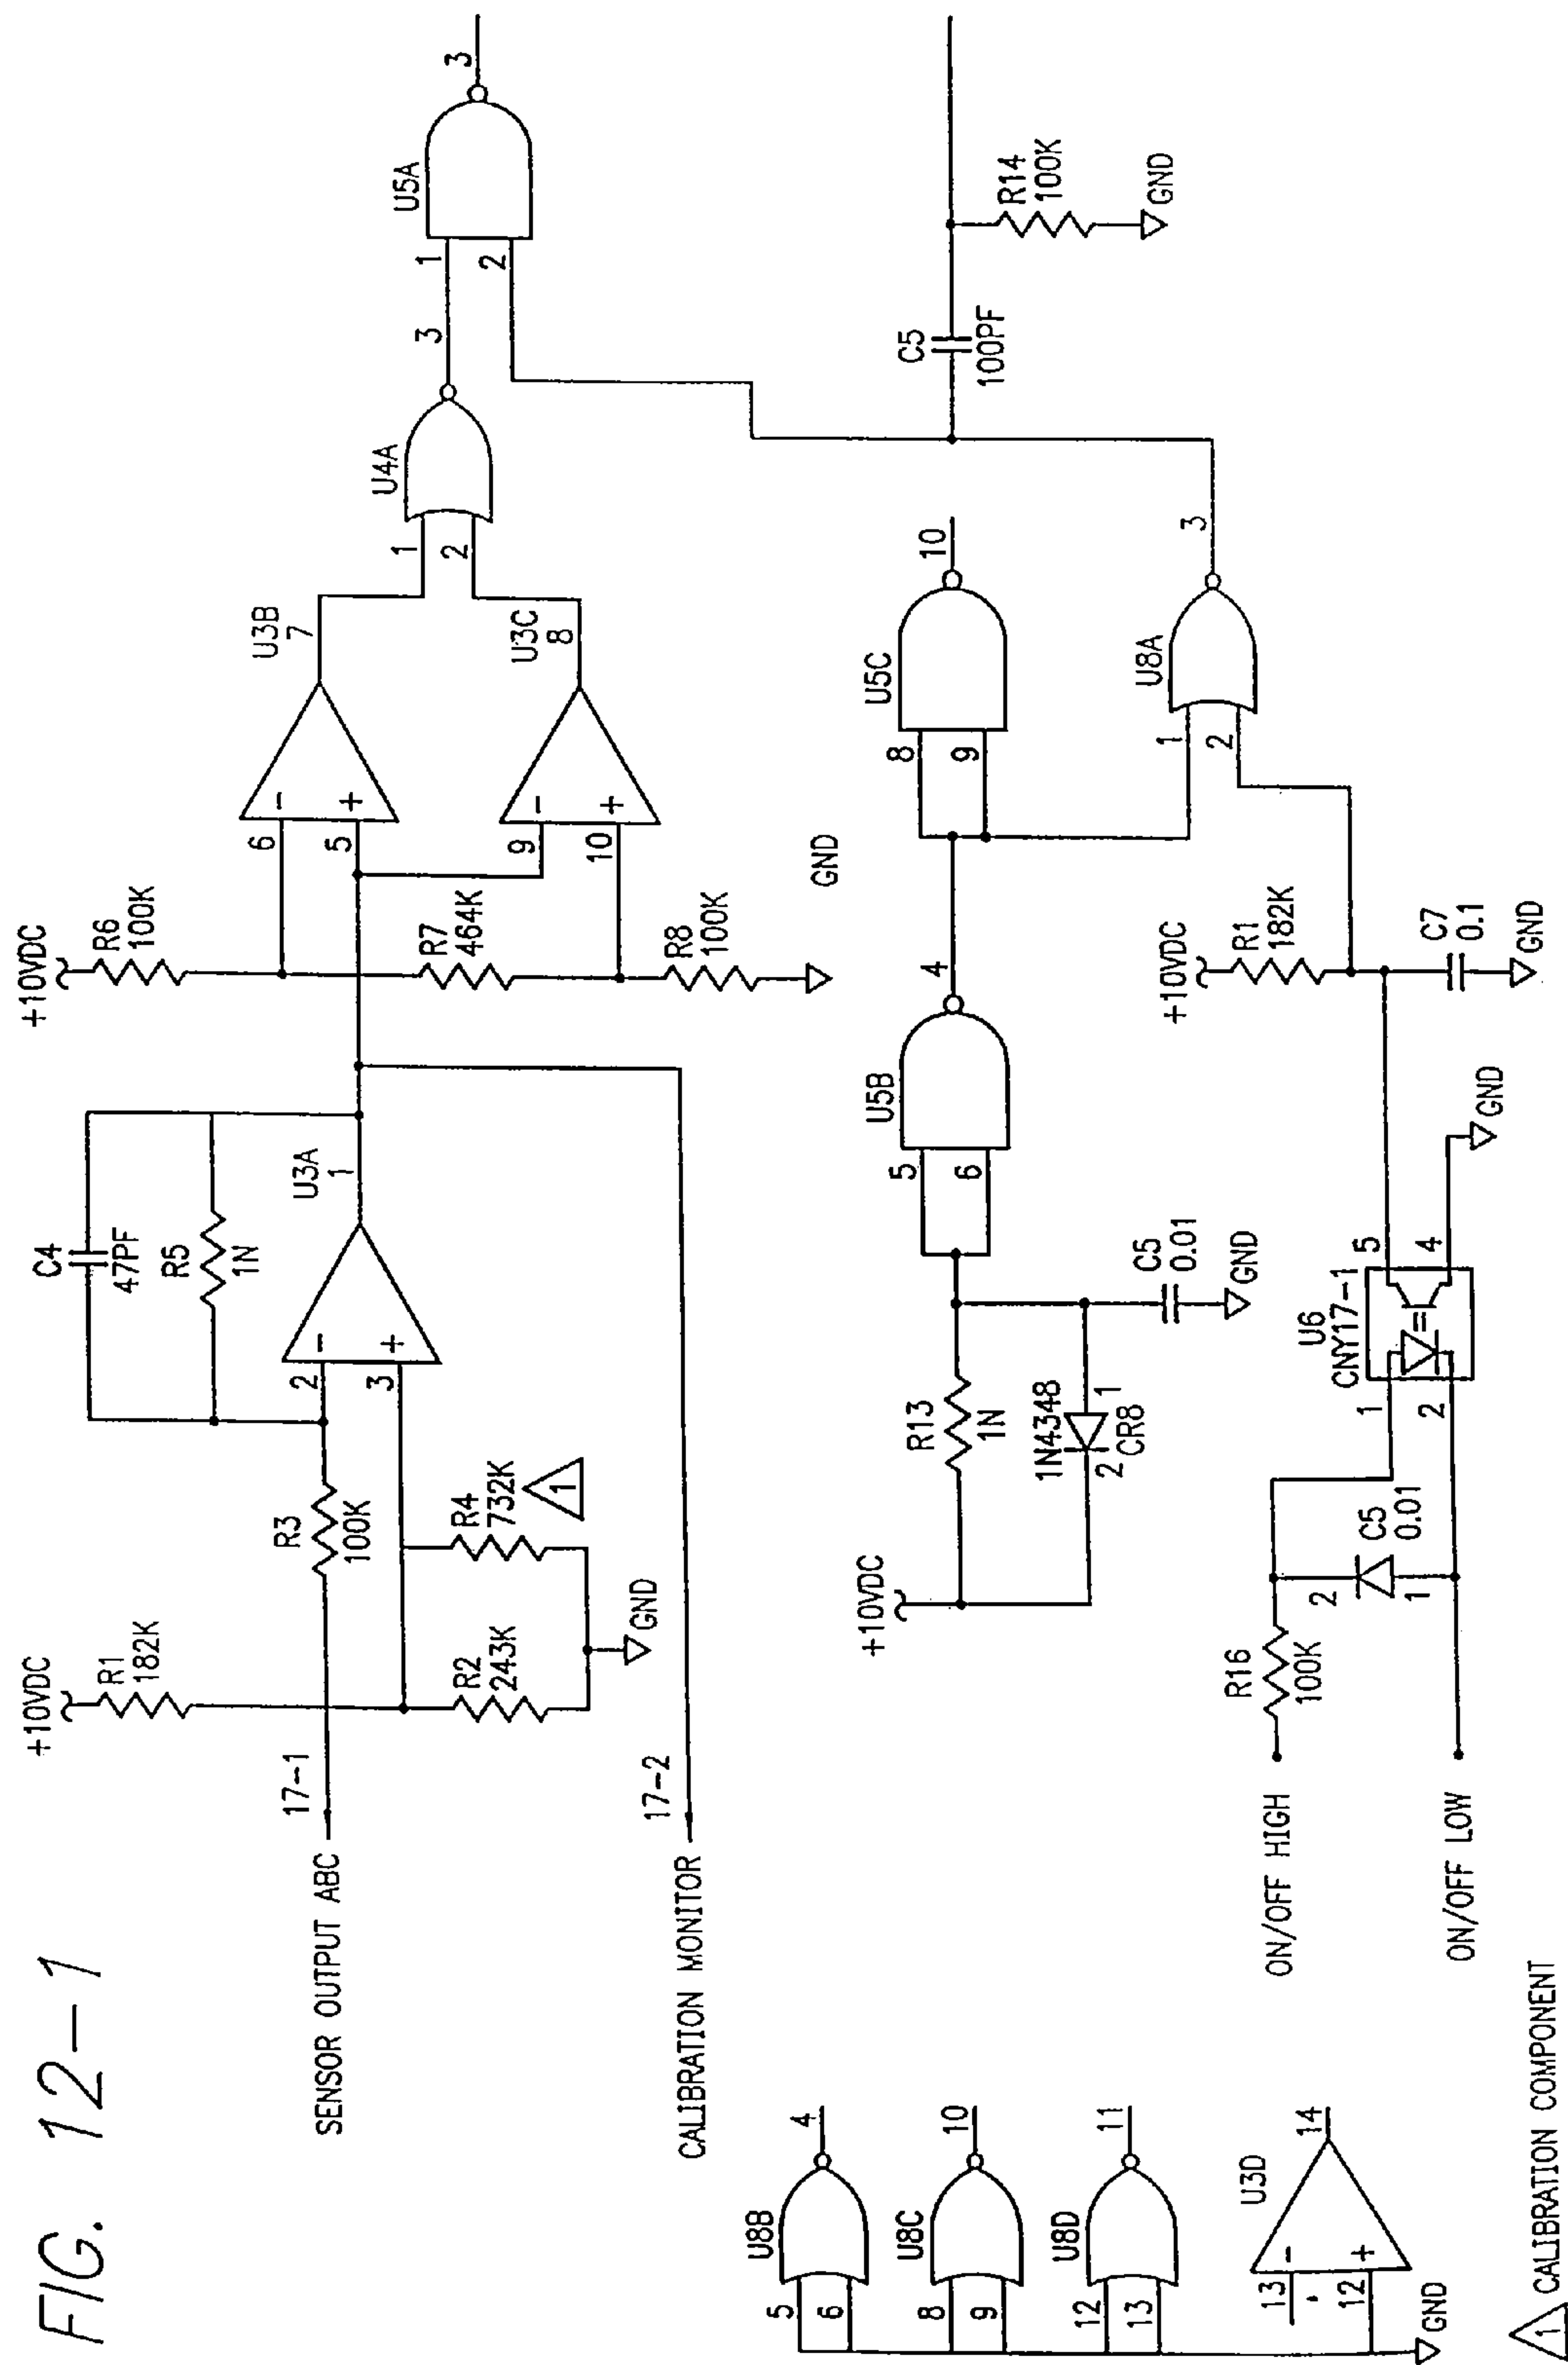 FIG. 12-1
+10VDC
R1
182K
17-1
SENSOR OUTPUT ABC
R3
100K
R2
243K
R4
732K
1
GND
C4
47PF
R5
1N
2
3
-
+
U3A
1
17-2
CALIBRATION MONITOR
+10VDC
R6
100K
R7
464K
R8
100K
GND
6
5
-
+
U3B
7
9
10
-
+
U3C
8
1
2
U4A
3
1
2
U5A
3
+10VDC
R13
1N
1N4348
2
1
CR8
C5
0.01
GND
5
6
U5B
4
8
9
U5C
10
1
2
U8A
3
C5
100PF
R14
100K
GND
+10VDC
R1
182K
C7
0.1
GND
ON/OFF HIGH
R16
100K
2
1
C5
0.01
ON/OFF LOW
U6
CNY17-1
1
2
5
4
GND
U8B
5
6
4
U8C
8
9
10
U8D
12
13
11
U3D
13
12
-
+
14
GND
1 CALIBRATION COMPONENT